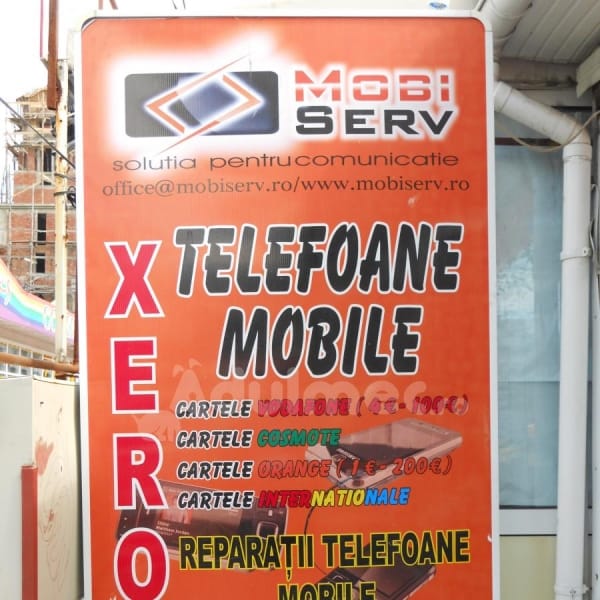 MOBI
SERV
solutia pentru comunicatie
office@mobiserv.ro/www.mobiserv.ro
XERO
TELEFOANE
MOBILE
CARTELE VODAFONE ( 4€ - 100€)
CARTELE COSMOTE
CARTELE ORANGE ( 1 € - 200€)
CARTELE INTERNATIONALE
REPARAȚII TELEFOANE
MOBILE